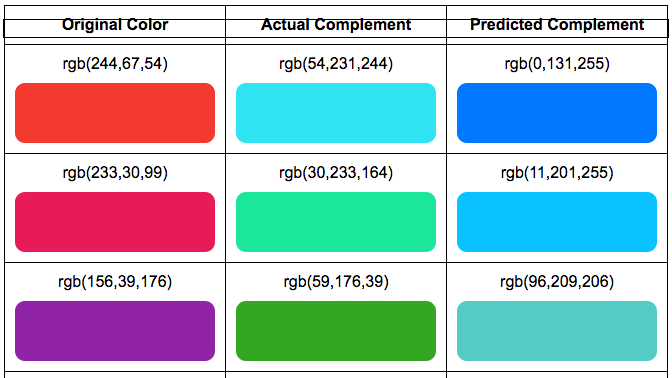 Original Color Actual Complement Predicted Complement
rgb(244,67,54) rgb(54,231,244) rgb(0,131,255)
rgb(233,30,99) rgb(30,233,164) rgb(11,201,255)
rgb(156,39,176) rgb(59,176,39) rgb(96,209,206)